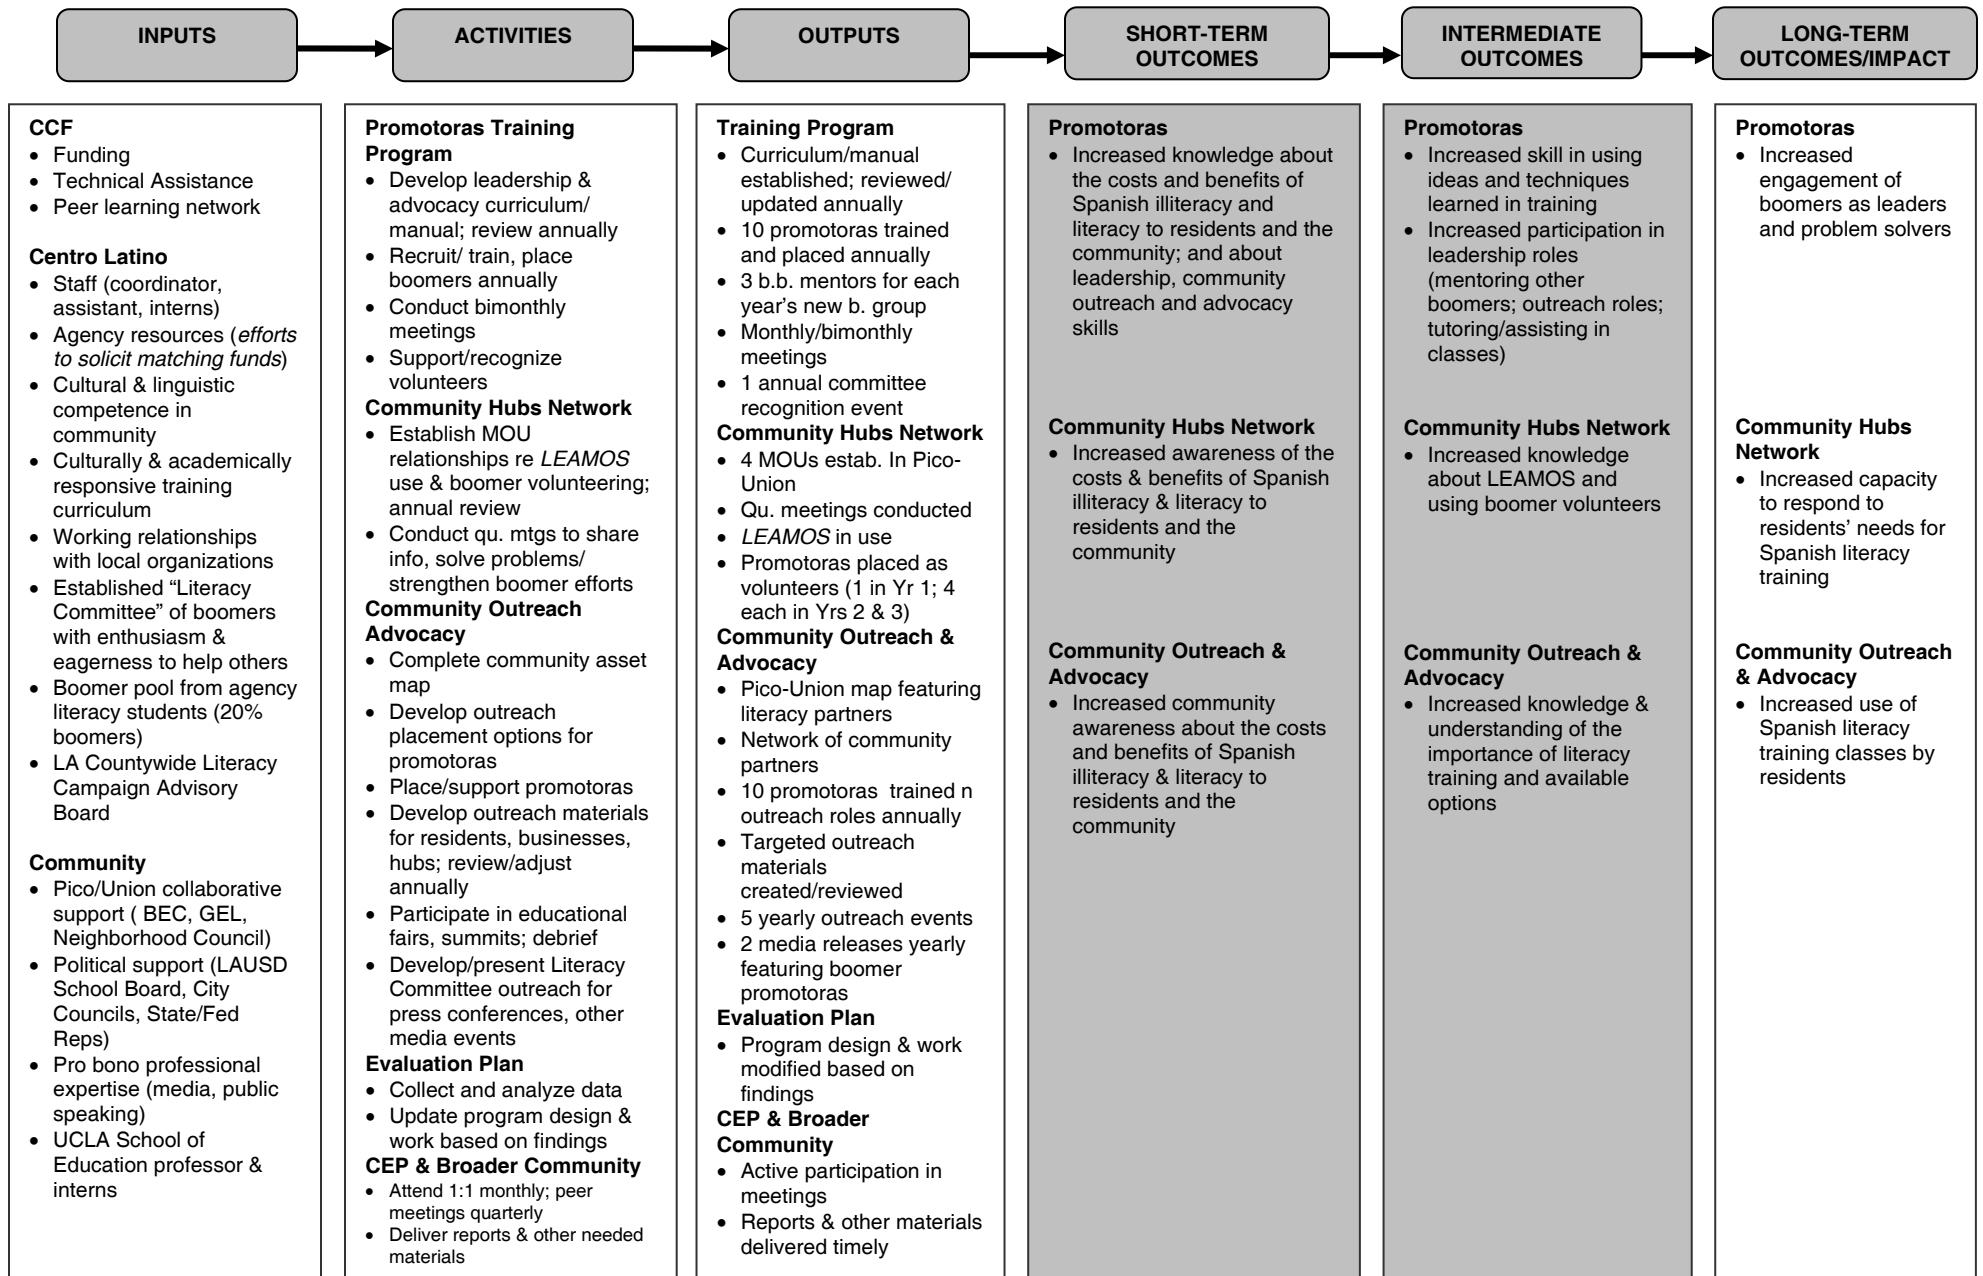 INPUTS
ACTIVITIES
OUTPUTS
SHORT-TERM
OUTCOMES
INTERMEDIATE
OUTCOMES
LONG-TERM
OUTCOMES/IMPACT
CCF
• Funding
• Technical Assistance
• Peer learning network
Centro Latino
• Staff (coordinator,
assistant, interns)
• Agency resources (efforts
to solicit matching funds)
• Cultural & linguistic
competence in
community
• Culturally & academically
responsive training
curriculum
• Working relationships
with local organizations
• Established “Literacy
Committee” of boomers
with enthusiasm &
eagerness to help others
• Boomer pool from agency
literacy students (20%
boomers)
• LA Countywide Literacy
Campaign Advisory
Board
Community
• Pico/Union collaborative
support ( BEC, GEL,
Neighborhood Council)
• Political support (LAUSD
School Board, City
Councils, State/Fed
Reps)
• Pro bono professional
expertise (media, public
speaking)
• UCLA School of
Education professor &
interns
Promotoras Training
Program
• Develop leadership &
advocacy curriculum/
manual; review annually
• Recruit/ train, place
boomers annually
• Conduct bimonthly
meetings
• Support/recognize
volunteers
Community Hubs Network
• Establish MOU
relationships re LEAMOS
use & boomer volunteering;
annual review
• Conduct qu. mtgs to share
info, solve problems/
strengthen boomer efforts
Community Outreach
Advocacy
• Complete community asset
map
• Develop outreach
placement options for
promotoras
• Place/support promotoras
• Develop outreach materials
for residents, businesses,
hubs; review/adjust
annually
• Participate in educational
fairs, summits; debrief
• Develop/present Literacy
Committee outreach for
press conferences, other
media events
Evaluation Plan
• Collect and analyze data
• Update program design &
work based on findings
CEP & Broader Community
• Attend 1:1 monthly; peer
meetings quarterly
• Deliver reports & other needed
materials
Training Program
• Curriculum/manual
established; reviewed/
updated annually
• 10 promotoras trained
and placed annually
• 3 b.b. mentors for each
year’s new b. group
• Monthly/bimonthly
meetings
• 1 annual committee
recognition event
Community Hubs Network
• 4 MOUs estab. In Pico-
Union
• Qu. meetings conducted
• LEAMOS in use
• Promotoras placed as
volunteers (1 in Yr 1; 4
each in Yrs 2 & 3)
Community Outreach &
Advocacy
• Pico-Union map featuring
literacy partners
• Network of community
partners
• 10 promotoras trained n
outreach roles annually
• Targeted outreach
materials
created/reviewed
• 5 yearly outreach events
• 2 media releases yearly
featuring boomer
promotoras
Evaluation Plan
• Program design & work
modified based on
findings
CEP & Broader
Community
• Active participation in
meetings
• Reports & other materials
delivered timely
Promotoras
• Increased knowledge about
the costs and benefits of
Spanish illiteracy and
literacy to residents and the
community; and about
leadership, community
outreach and advocacy
skills
Community Hubs Network
• Increased awareness of the
costs & benefits of Spanish
illiteracy & literacy to
residents and the
community
Community Outreach &
Advocacy
• Increased community
awareness about the costs
and benefits of Spanish
illiteracy & literacy to
residents and the
community
Promotoras
• Increased skill in using
ideas and techniques
learned in training
• Increased participation in
leadership roles
(mentoring other
boomers; outreach roles;
tutoring/assisting in
classes)
Community Hubs Network
• Increased knowledge
about LEAMOS and
using boomer volunteers
Community Outreach &
Advocacy
• Increased knowledge &
understanding of the
importance of literacy
training and available
options
Promotoras
• Increased
engagement of
boomers as leaders
and problem solvers
Community Hubs
Network
• Increased capacity
to respond to
residents’ needs for
Spanish literacy
training
Community Outreach
& Advocacy
• Increased use of
Spanish literacy
training classes by
residents